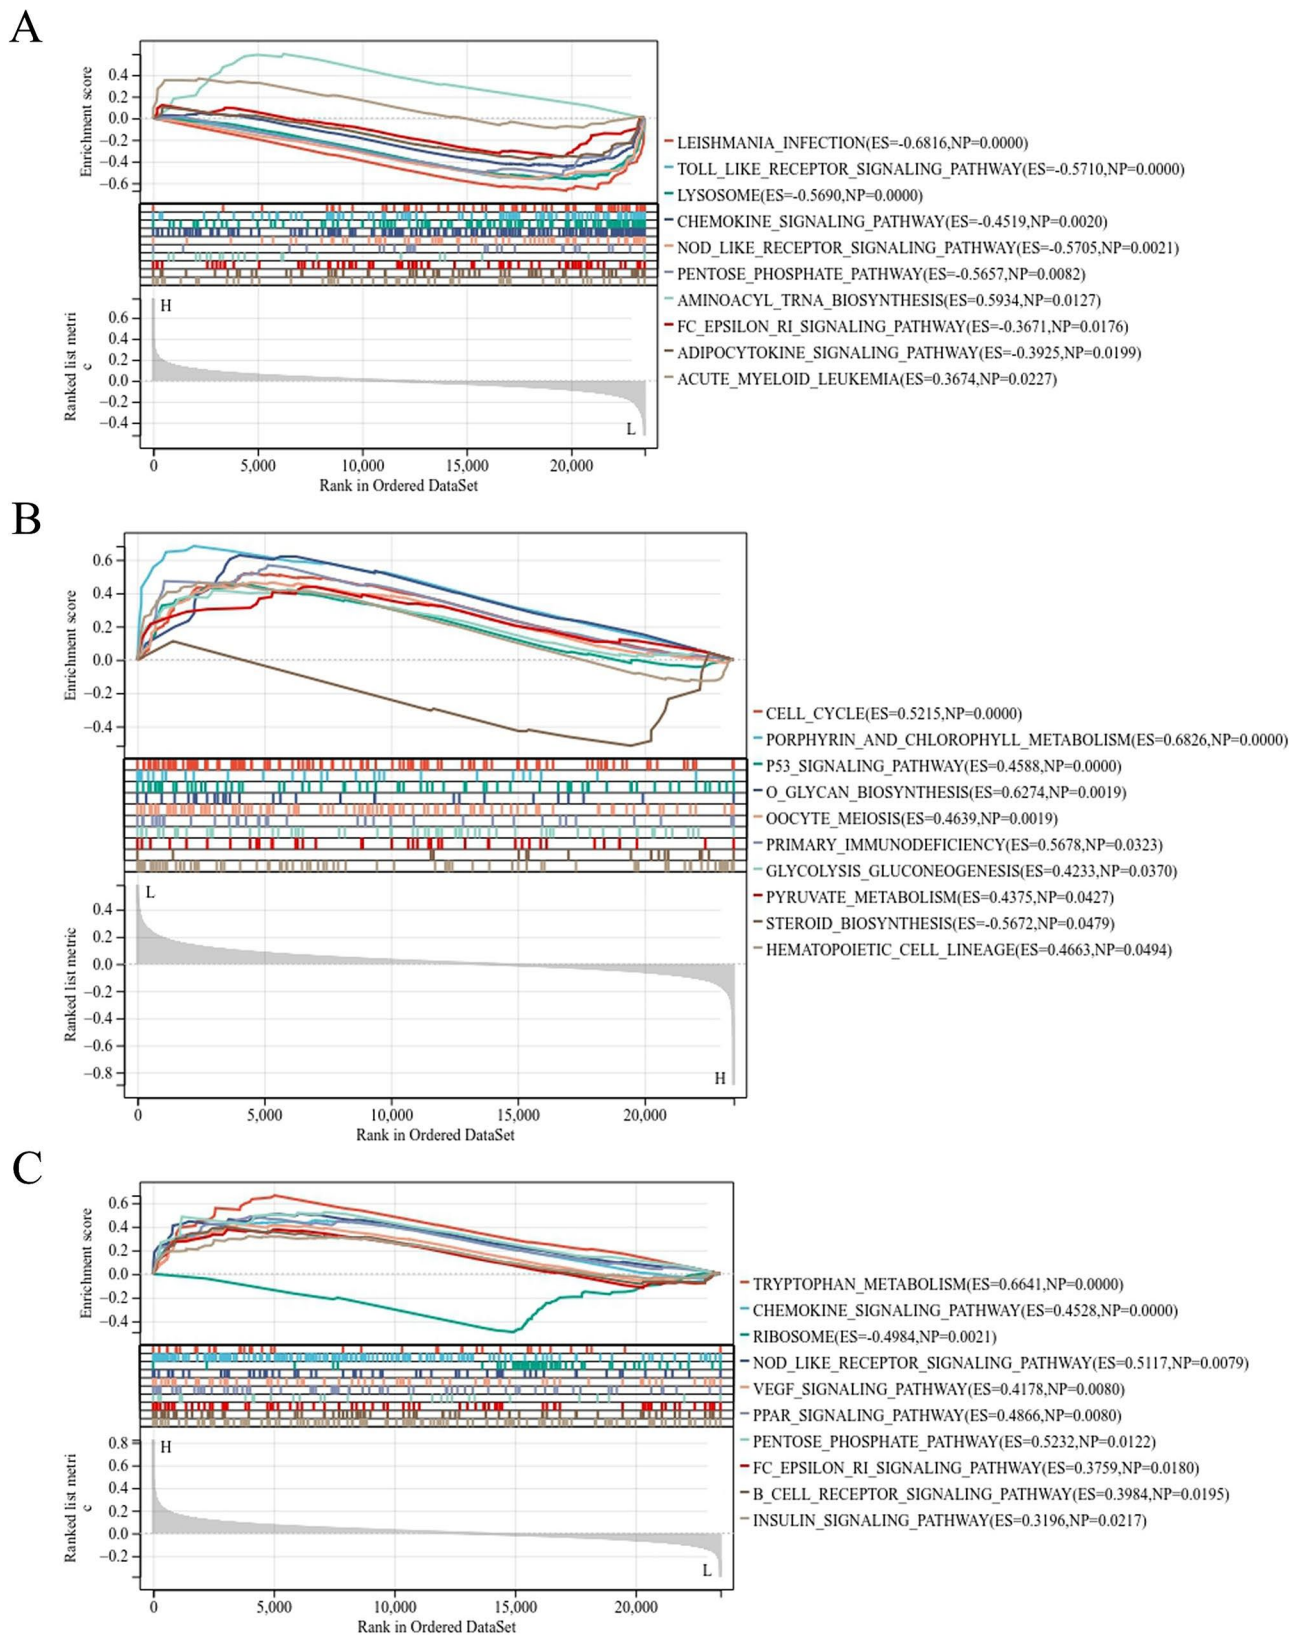 A
Enrichment score
0.4
0.2
0.0
−0.2
−0.4
−0.6
LEISHMANIA_INFECTION(ES=-0.6816,NP=0.0000)
TOLL_LIKE_RECEPTOR_SIGNALING_PATHWAY(ES=-0.5710,NP=0.0000)
LYSOSOME(ES=-0.5690,NP=0.0000)
CHEMOKINE_SIGNALING_PATHWAY(ES=-0.4519,NP=0.0020)
NOD_LIKE_RECEPTOR_SIGNALING_PATHWAY(ES=-0.5705,NP=0.0021)
PENTOSE_PHOSPHATE_PATHWAY(ES=-0.5657,NP=0.0082)
AMINOACYL_TRNA_BIOSYNTHESIS(ES=0.5934,NP=0.0127)
FC_EPSILON_RI_SIGNALING_PATHWAY(ES=-0.3671,NP=0.0176)
ADIPOCYTOKINE_SIGNALING_PATHWAY(ES=-0.3925,NP=0.0199)
ACUTE_MYELOID_LEUKEMIA(ES=0.3674,NP=0.0227)
Ranked list metri
c
H
0.6
0.4
0.2
0.0
−0.2
−0.4
L
0 5,000 10,000 15,000 20,000
Rank in Ordered DataSet
B
Enrichment score
0.6
0.4
0.2
0.0
−0.2
−0.4
CELL_CYCLE(ES=0.5215,NP=0.0000)
PORPHYRIN_AND_CHLOROPHYLL_METABOLISM(ES=0.6826,NP=0.0000)
P53_SIGNALING_PATHWAY(ES=0.4588,NP=0.0000)
O_GLYCAN_BIOSYNTHESIS(ES=0.6274,NP=0.0019)
OOCYTE_MEIOSIS(ES=0.4639,NP=0.0019)
PRIMARY_IMMUNODEFICIENCY(ES=0.5678,NP=0.0323)
GLYCOLYSIS_GLUCONEOGENESIS(ES=0.4233,NP=0.0370)
PYRUVATE_METABOLISM(ES=0.4375,NP=0.0427)
STEROID_BIOSYNTHESIS(ES=-0.5672,NP=0.0479)
HEMATOPOIETIC_CELL_LINEAGE(ES=0.4663,NP=0.0494)
Ranked list metric
L
0.4
0.2
0.0
−0.2
−0.4
−0.6
−0.8
H
0 5,000 10,000 15,000 20,000
Rank in Ordered DataSet
C
Enrichment score
0.6
0.4
0.2
0.0
−0.2
−0.4
TRYPTOPHAN_METABOLISM(ES=0.6641,NP=0.0000)
CHEMOKINE_SIGNALING_PATHWAY(ES=0.4528,NP=0.0000)
RIBOSOME(ES=-0.4984,NP=0.0021)
NOD_LIKE_RECEPTOR_SIGNALING_PATHWAY(ES=0.5117,NP=0.0079)
VEGF_SIGNALING_PATHWAY(ES=0.4178,NP=0.0080)
PPAR_SIGNALING_PATHWAY(ES=0.4866,NP=0.0080)
PENTOSE_PHOSPHATE_PATHWAY(ES=0.5232,NP=0.0122)
FC_EPSILON_RI_SIGNALING_PATHWAY(ES=0.3759,NP=0.0180)
B_CELL_RECEPTOR_SIGNALING_PATHWAY(ES=0.3984,NP=0.0195)
INSULIN_SIGNALING_PATHWAY(ES=0.3196,NP=0.0217)
Ranked list metri
c
H
0.8
0.6
0.4
0.2
0.0
−0.2
L
0 5,000 10,000 15,000 20,000
Rank in Ordered DataSet